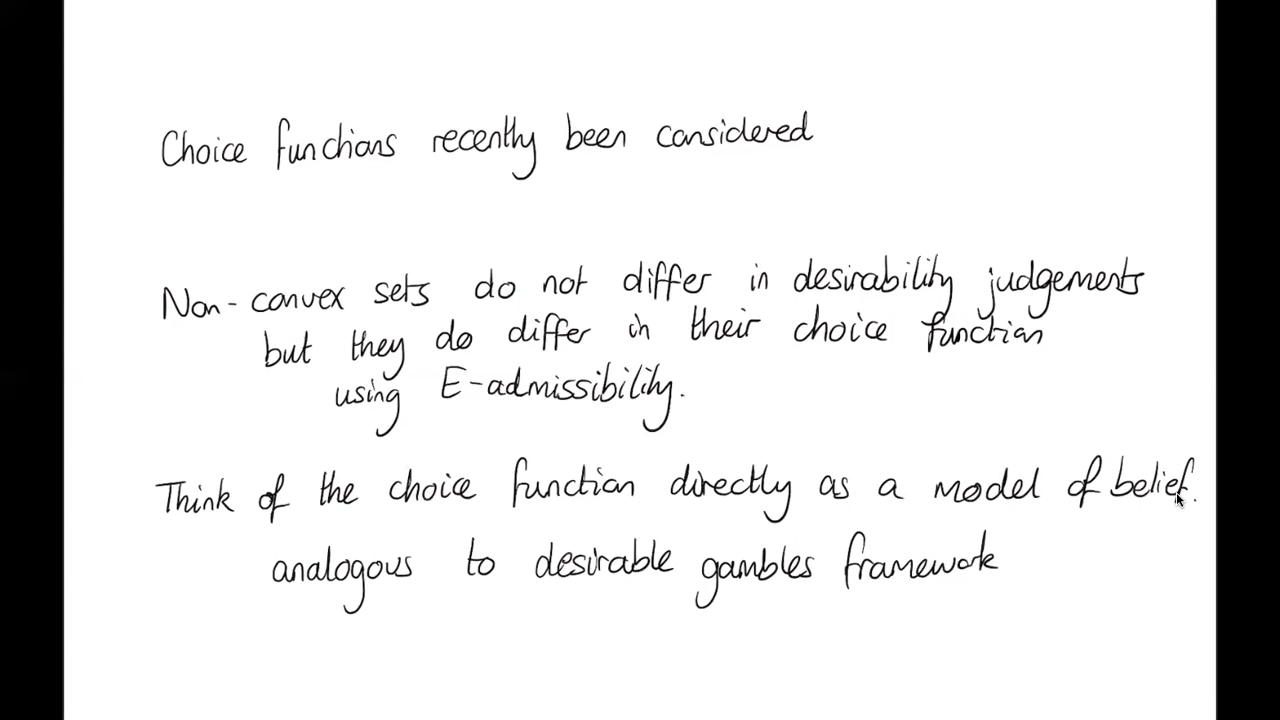 Choice functions recently been considered
Non-convex sets do not differ in desirability judgements
but they do differ in their choice function
using E-admissibility.
Think of the choice function directly as a model of belief.
analogous to desirable gambles framework